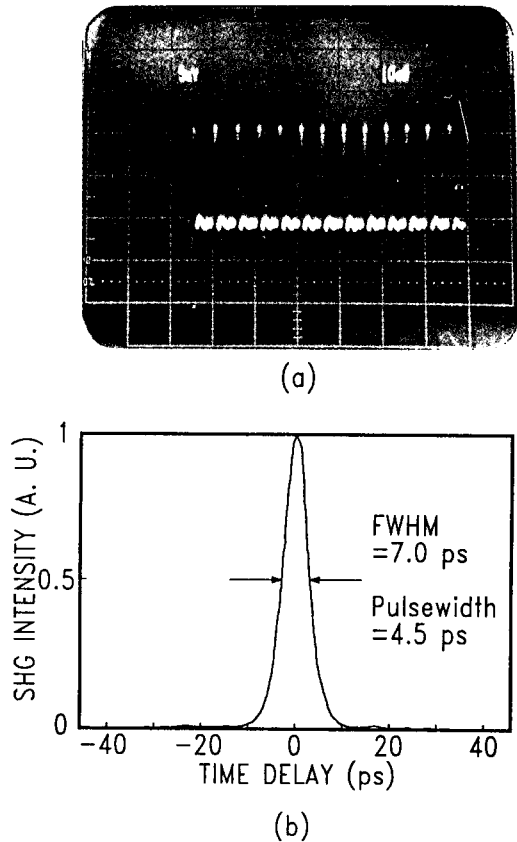 (a)
SHG INTENSITY (A. U.)
1
0.5
0
FWHM
=7.0 ps
Pulsewidth
=4.5 ps
-40
-20
0
20
40
TIME DELAY (ps)
(b)